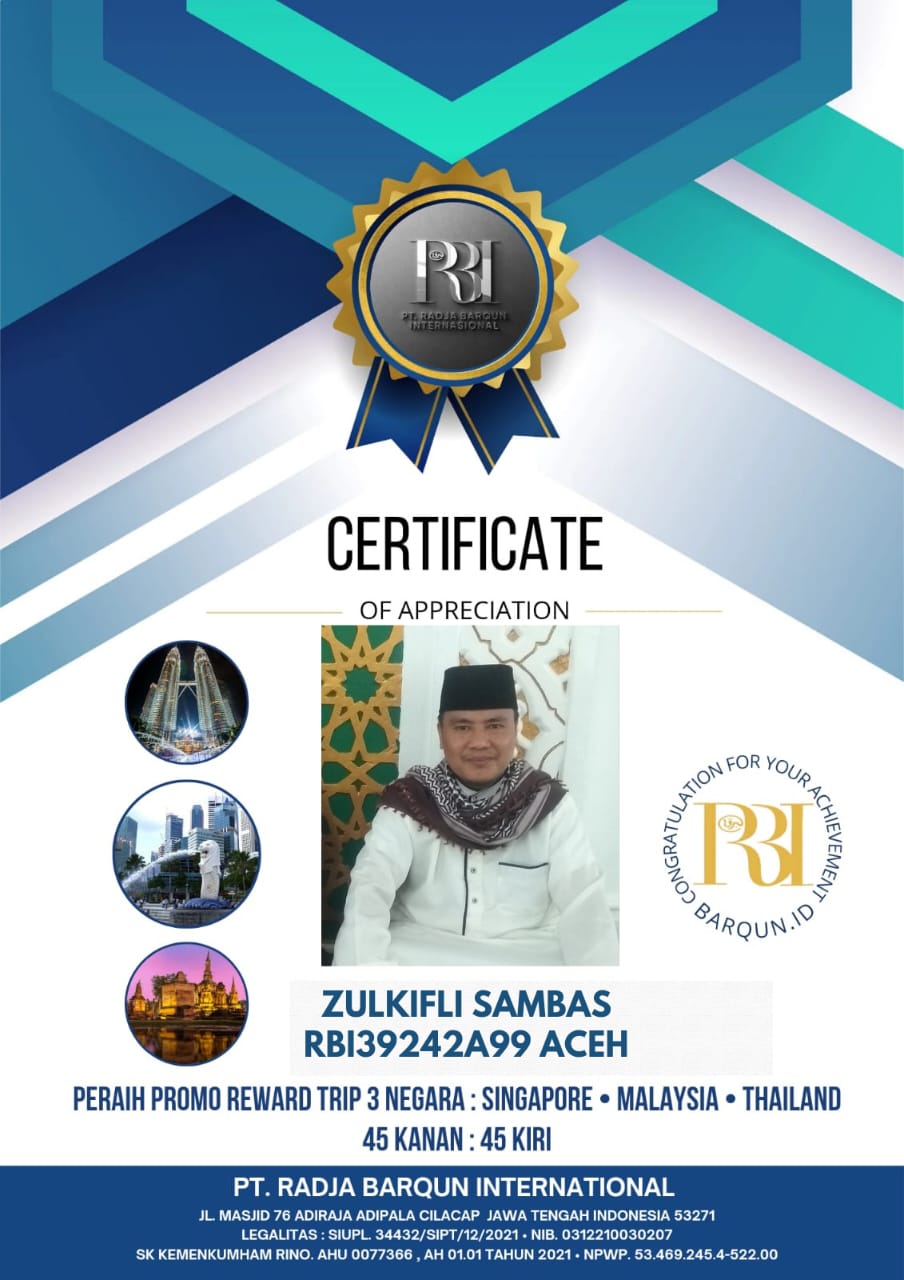 RBI
PT. RADJA BARQUN
INTERNASIONAL
CERTIFICATE
OF APPRECIATION
CONGRATULATION FOR YOUR ACHIEVEMENT
RBI
BARQUN.ID
ZULKIFLI SAMBAS
RBI39242A99 ACEH
PERAIH PROMO REWARD TRIP 3 NEGARA : SINGAPORE • MALAYSIA • THAILAND
45 KANAN : 45 KIRI
PT. RADJA BARQUN INTERNATIONAL
JL. MASJID 76 ADIRAJA ADIPALA CILACAP JAWA TENGAH INDONESIA 53271
LEGALITAS : SIUPL. 34432/SIPT/12/2021 • NIB. 0312210030207
SK KEMENKUMHAM RINO. AHU 0077366 , AH 01.01 TAHUN 2021 • NPWP. 53.469.245.4-522.00